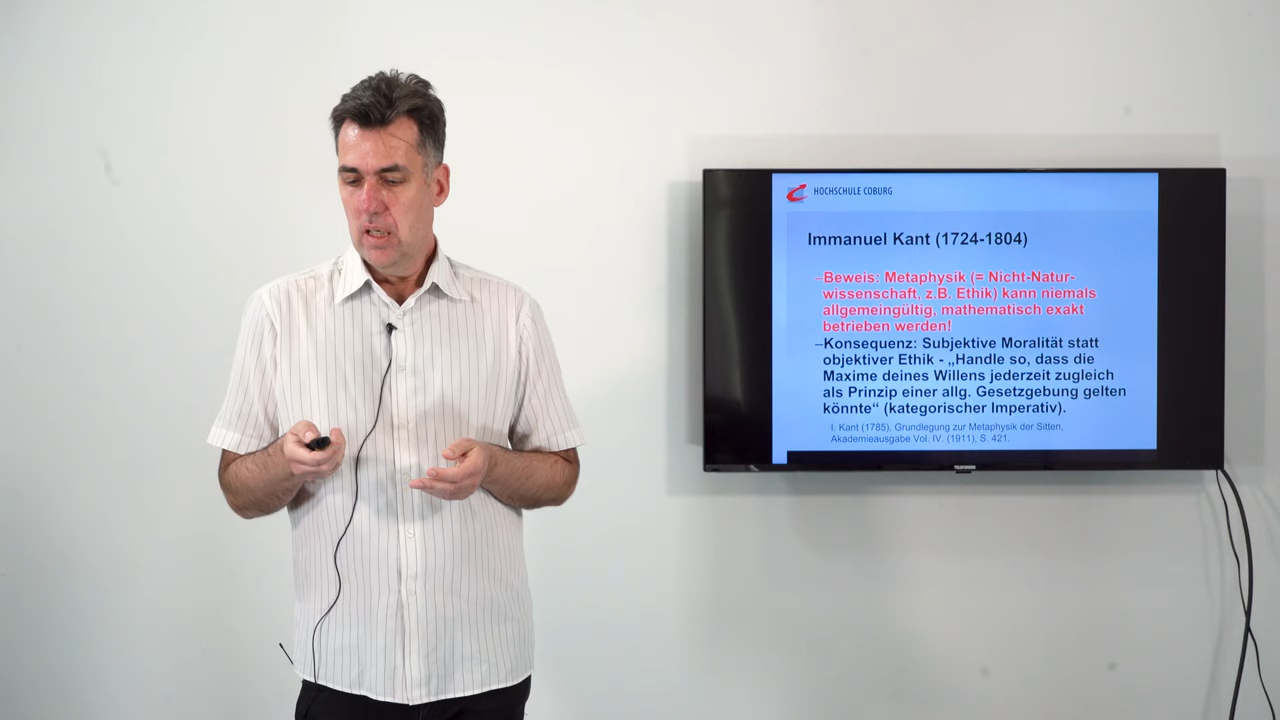 HOCHSCHULE COBURG
Immanuel Kant (1724-1804)
–Beweis: Metaphysik (= Nicht-Natur-
wissenschaft, z.B. Ethik) kann niemals
allgemeingültig, mathematisch exakt
betrieben werden!
–Konsequenz: Subjektive Moralität statt
objektiver Ethik - „Handle so, dass die
Maxime deines Willens jederzeit zugleich
als Prinzip einer allg. Gesetzgebung gelten
könnte“ (kategorischer Imperativ).
I. Kant (1785), Grundlegung zur Metaphysik der Sitten,
Akademieausgabe Vol. IV. (1911), S. 421.
TELEFUNKEN